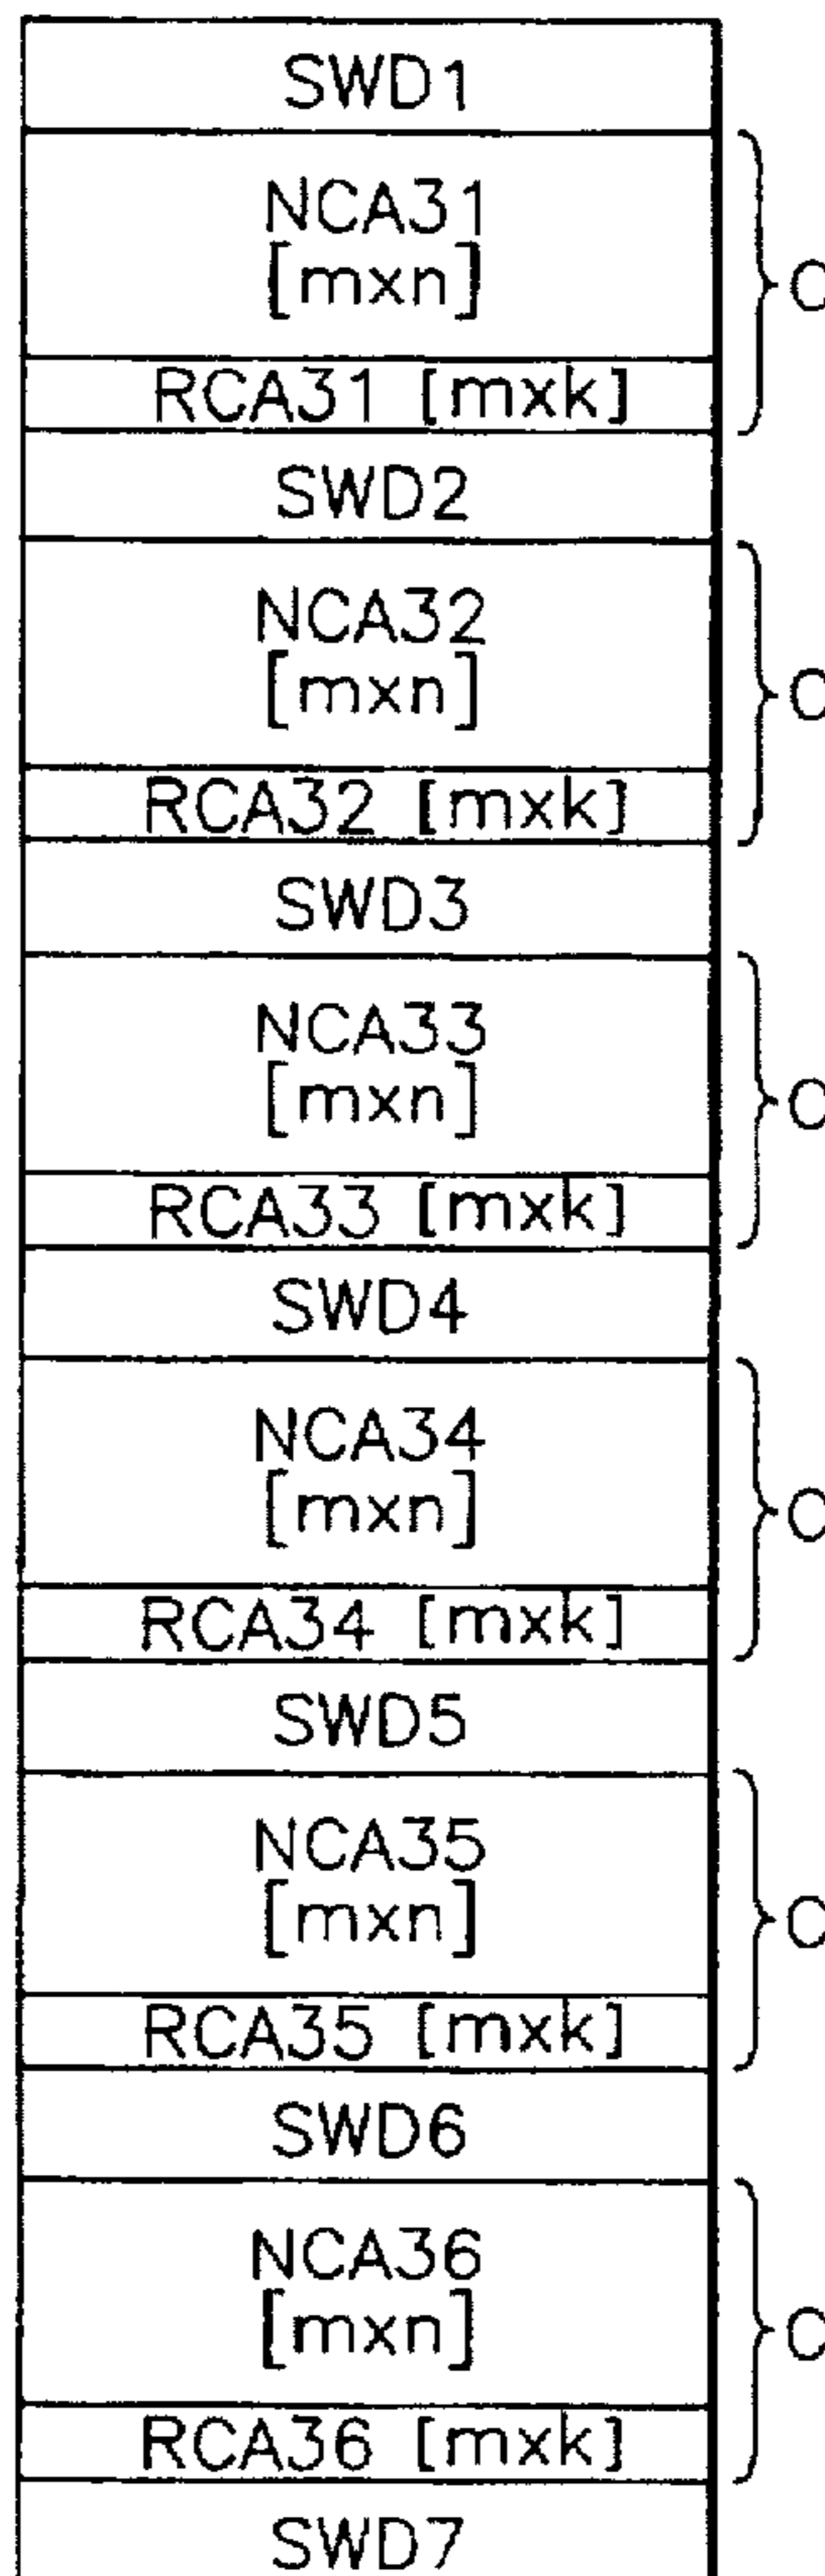 SWD1
NCA31
[mxn]
RCA31 [mxk]
SWD2
NCA32
[mxn]
RCA32 [mxk]
SWD3
NCA33
[mxn]
RCA33 [mxk]
SWD4
NCA34
[mxn]
RCA34 [mxk]
SWD5
NCA35
[mxn]
RCA35 [mxk]
SWD6
NCA36
[mxn]
RCA36 [mxk]
SWD7